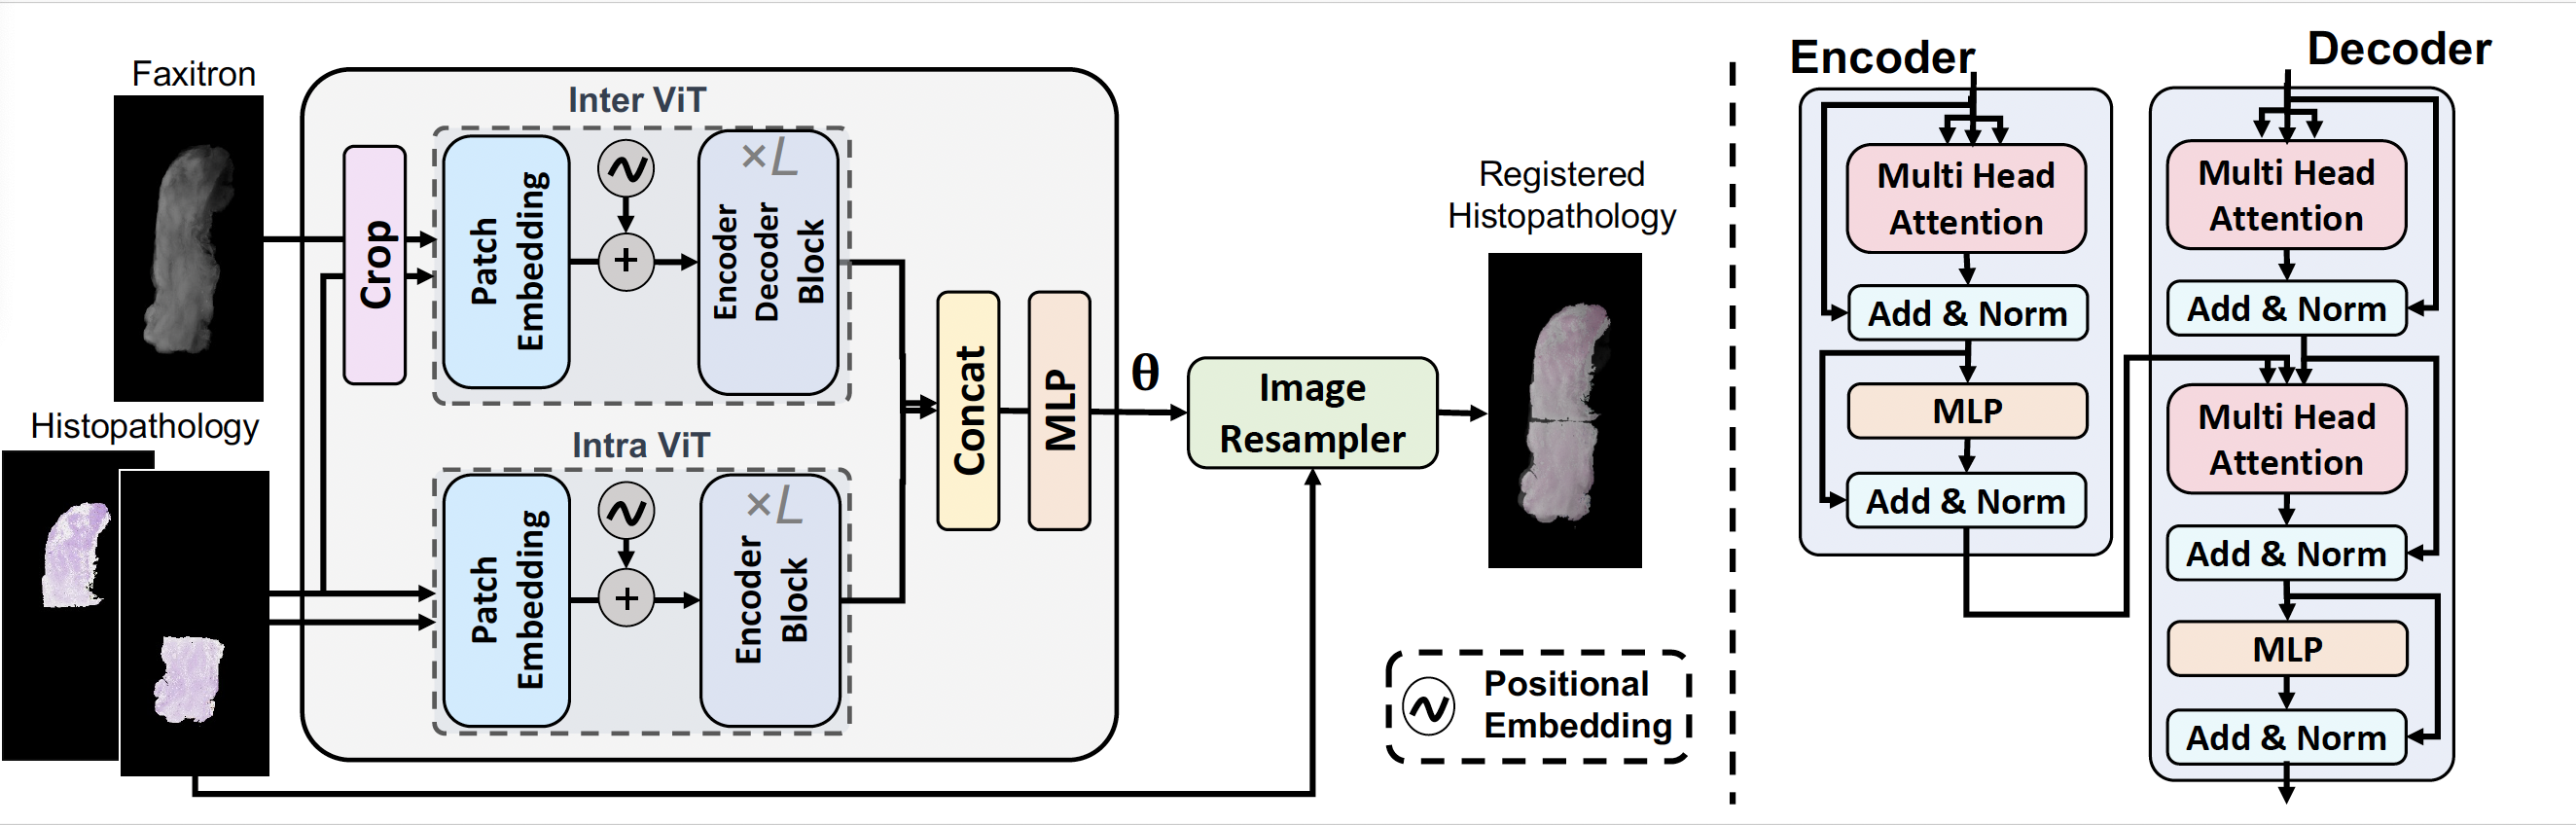 Faxitron
Histopathology
Inter ViT
Crop
Patch
Embedding
+
×L
Encoder
Decoder
Block
Intra ViT
Patch
Embedding
+
×L
Encoder
Block
Concat
MLP
θ
Image
Resampler
Registered
Histopathology
Positional
Embedding
Encoder
Multi Head
Attention
Add & Norm
MLP
Add & Norm
Decoder
Multi Head
Attention
Add & Norm
Multi Head
Attention
Add & Norm
MLP
Add & Norm